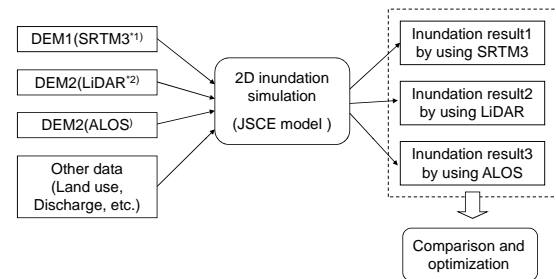 DEM1(SRTM3*1)
DEM2(LiDAR*2)
DEM2(ALOS)
Other data
(Land use,
Discharge, etc.)
2D inundation
simulation
(JSCE model )
Inundation result1
by using SRTM3
Inundation result2
by using LiDAR
Inundation result3
by using ALOS
Comparison and
optimization